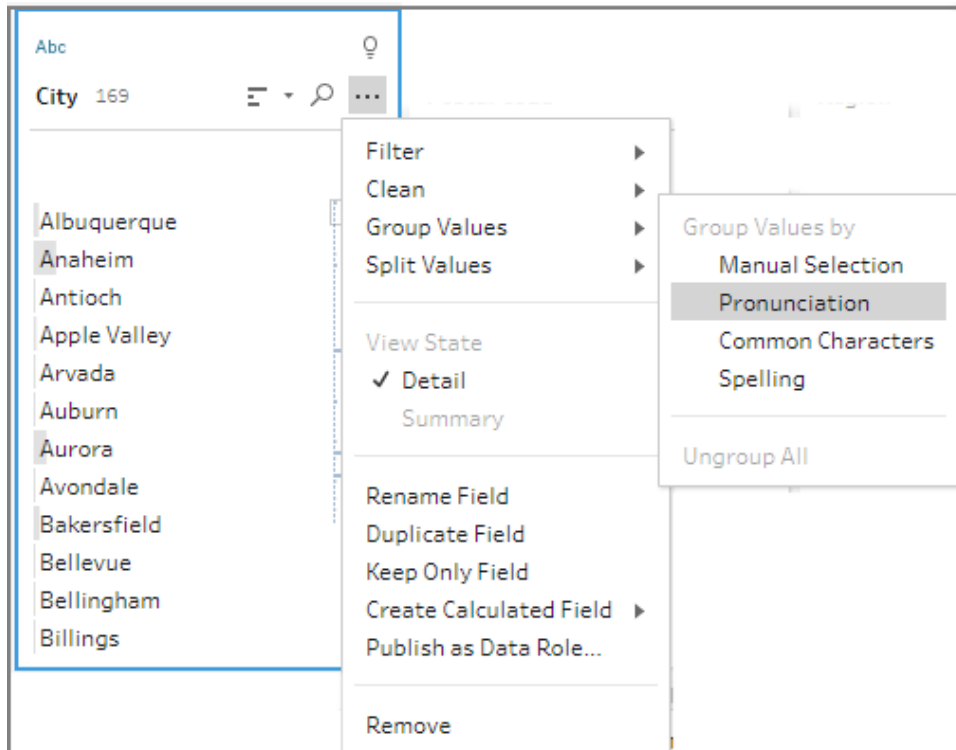 Abc
City 169
Albuquerque
Anaheim
Antioch
Apple Valley
Arvada
Auburn
Aurora
Avondale
Bakersfield
Bellevue
Bellingham
Billings
Filter
Clean
Group Values
Split Values
View State
✓ Detail
Summary
Rename Field
Duplicate Field
Keep Only Field
Create Calculated Field
Publish as Data Role...
Remove
Group Values by
Manual Selection
Pronunciation
Common Characters
Spelling
Ungroup All